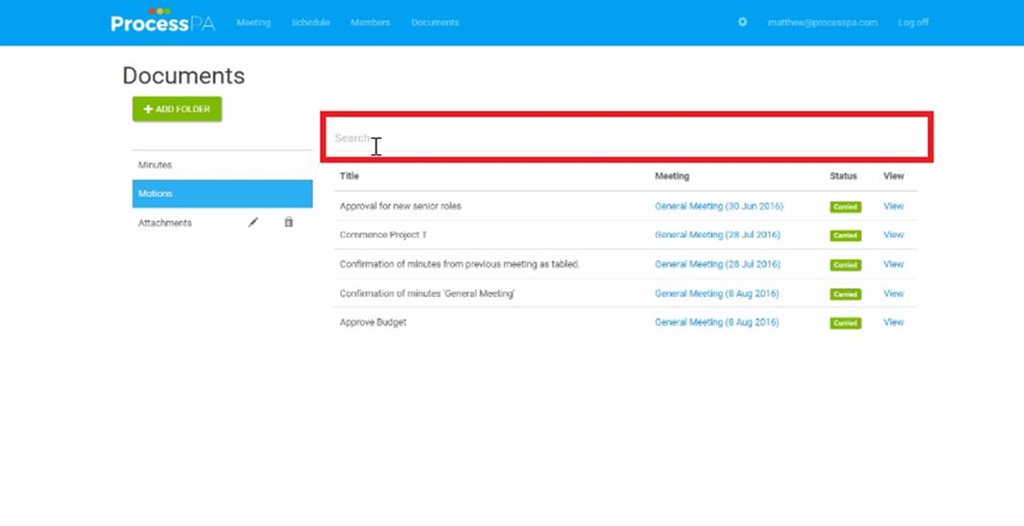 ProcessPA Meeting Schedule Members Documents matthew@processpa.com Log off
Documents
+ ADD FOLDER
Search
Minutes
Motions
Attachments
Title Meeting Status View
Approval for new senior roles General Meeting (30 Jun 2016) Carried View
Commence Project T General Meeting (28 Jul 2016) Carried View
Confirmation of minutes from previous meeting as tabled. General Meeting (28 Jul 2016) Carried View
Confirmation of minutes 'General Meeting' General Meeting (8 Aug 2016) Carried View
Approve Budget General Meeting (8 Aug 2016) Carried View